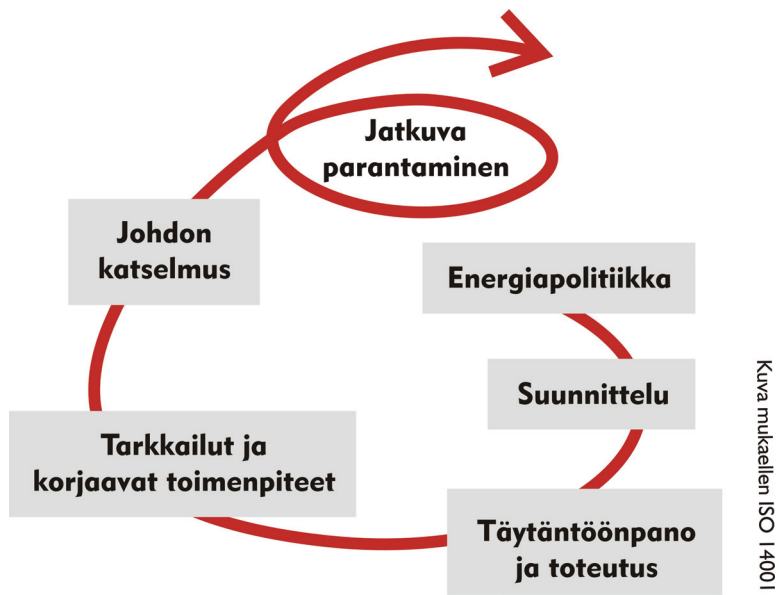 Jatkuva
parantaminen
Johdon
katselmus
Energiapolitiikka
Suunnittelu
Tarkkailut ja
korjaavat toimenpiteet
Täytäntöönpano
ja toteutus
Kuva mukaellen ISO 14001